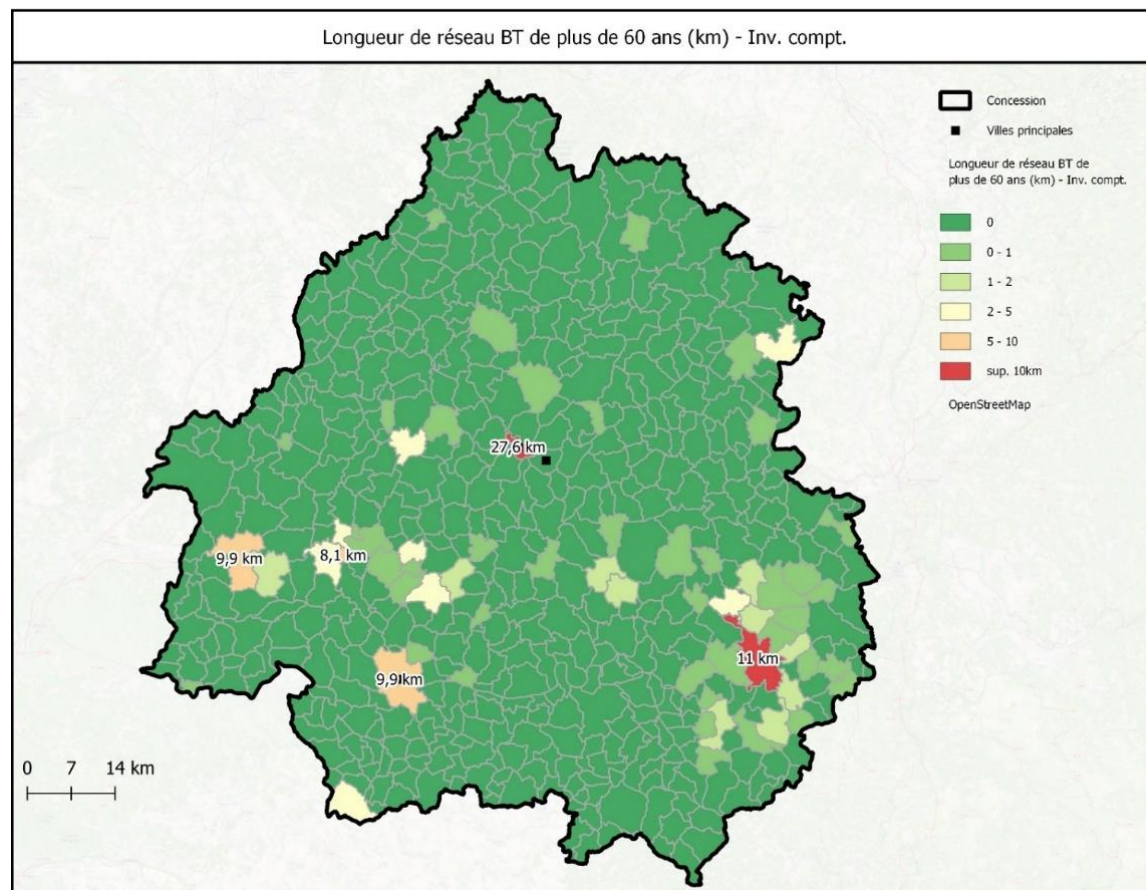 Longueur de réseau BT de plus de 60 ans (km) - Inv. compt.
Concession
Villes principales
Longueur de réseau BT de
plus de 60 ans (km) - Inv. compt.
0
0 - 1
1 - 2
2 - 5
5 - 10
sup. 10km
OpenStreetMap
27,6 km
9,9 km
8,1 km
11 km
9,9 km
0 7 14 km